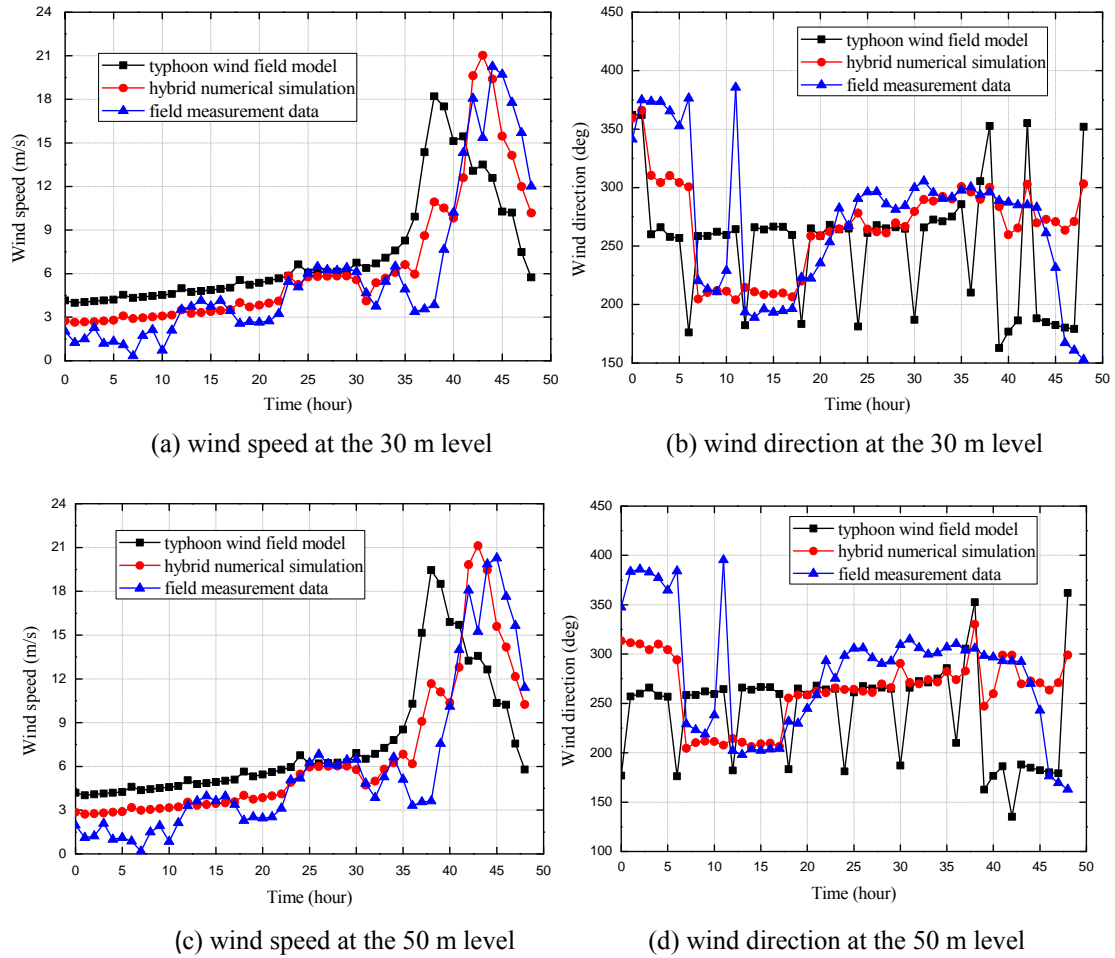 24
21
18
15
12
9
6
3
0
Wind speed (m/s)
typhoon wind field model
hybrid numerical simulation
field measurement data
0 5 10 15 20 25 30 35 40 45 50
Time (hour)
(a) wind speed at the 30 m level
450
400
350
300
250
200
150
Wind direction (deg)
typhoon wind field model
hybrid numerical simulation
field measurement data
0 5 10 15 20 25 30 35 40 45 50
Time (hour)
(b) wind direction at the 30 m level
24
21
18
15
12
9
6
3
0
Wind speed (m/s)
typhoon wind field model
hybrid numerical simulation
field measurement data
0 5 10 15 20 25 30 35 40 45 50
Time (hour)
(c) wind speed at the 50 m level
450
400
350
300
250
200
150
100
Wind direction (deg)
typhoon wind field model
hybrid numerical simulation
field measurement data
0 5 10 15 20 25 30 35 40 45 50
Time (hour)
(d) wind direction at the 50 m level